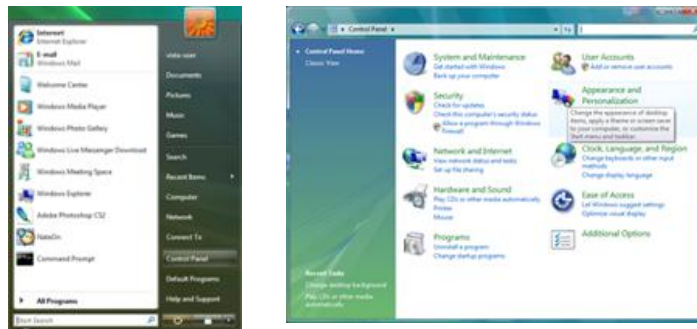 Internet
Internet Explorer
E-mail
Windows Mail
Welcome Center
Windows Media Player
Windows Photo Gallery
Windows Live Messenger Download
Windows Meeting Space
Windows Explorer
Adobe Photoshop CS2
NateOn
Command Prompt
All Programs
Start Search
vista user
Documents
Pictures
Music
Games
Search
Recent Items
Computer
Network
Connect To
Control Panel
Default Programs
Help and Support
Control Panel
Control Panel Home
Classic View
Recent Tasks
Change desktop background
Play CDs or other media
automatically
System and Maintenance
Get started with Windows
Back up your computer
Security
Check for updates
Check this computer's security status
Allow a program through Windows
Firewall
Network and Internet
View network status and tasks
Set up file sharing
Hardware and Sound
Play CDs or other media automatically
Printer
Mouse
Programs
Uninstall a program
Change startup programs
User Accounts
Add or remove user accounts
Appearance and
Personalization
Change the appearance of desktop
items, apply a theme or screen saver
to your computer, or customize the
Start menu and taskbar.
Clock, Language, and Region
Change keyboards or other input
methods
Change display language
Ease of Access
Let Windows suggest settings
Optimize visual display
Additional Options